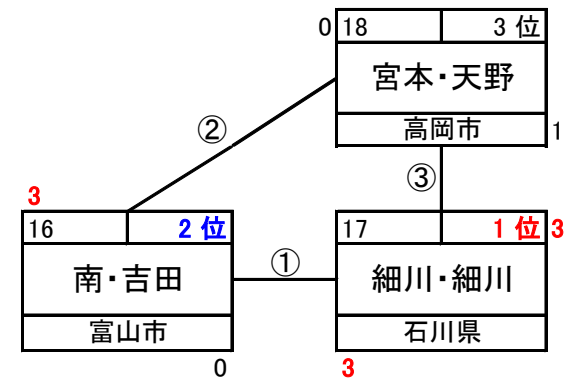 0 18 3 位
宮本・天野
高岡市 1
②
③
3
16 2 位
南・吉田
富山市
0
①
17 1 位 3
細川・細川
石川県
3